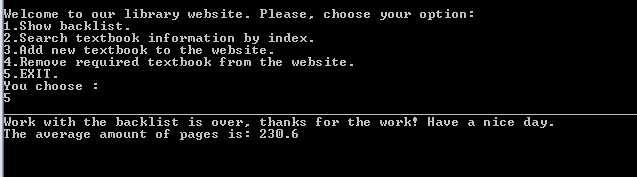 Welcome to our library website. Please, choose your option:
1.Show backlist.
2.Search textbook information by index.
3.Add new textbook to the website.
4.Remove required textbook from the website.
5.EXIT.
You choose :
5
Work with the backlist is over, thanks for the work! Have a nice day.
The average amount of pages is: 230.6